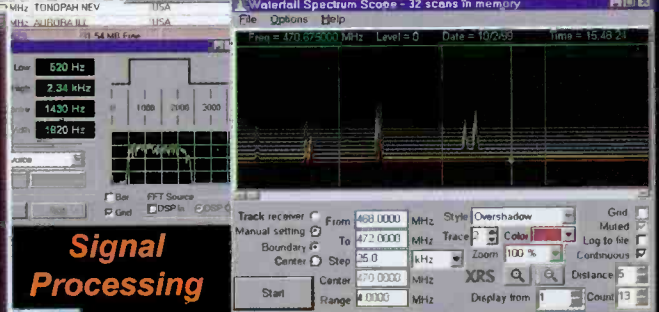 MHz TONOPAH NEV USA
MHz AURORA ILL USA
Low 520 Hz
High 2.34 kHz
1430 Hz
1820 Hz
0 1000 2000 3000
Bar FFT Source
Grid DSP In
Signal
Processing
Waterfall Spectrum Scope - 32 scans in memory
File Options Help
Freq = 470.675000 MHz Level = 0 Date = 10/2/99 Time = 15:48:24
Track receiver
Manual setting
Boundary
Center
From 468.0000 MHz
To 472.0000 MHz
Step 35.0 kHz
Center 470.0000 MHz
Range 4.0000 MHz
Start
Style Overshadow
Trace 2 Color
Zoom 100 %
XRS
Display from 1 Count 13
Grid
Muted
Log to file
Continuous
Distance 5